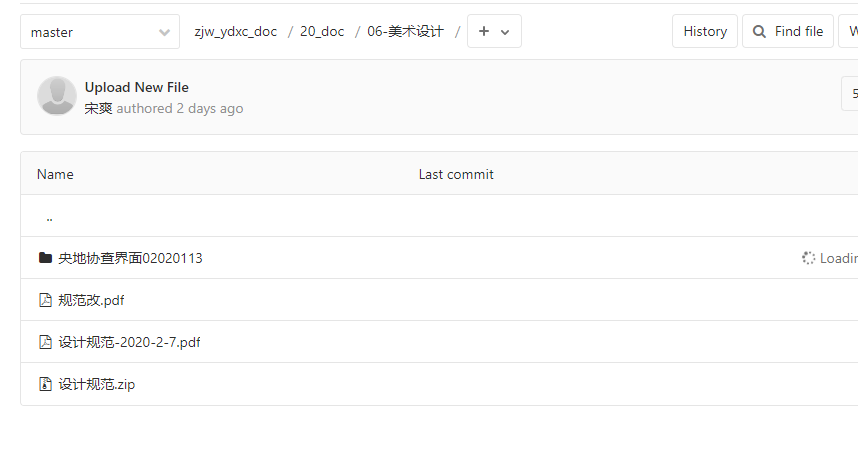 master zjw_ydxc_doc / 20_doc / 06-美术设计 / + History Find file
Upload New File
宋爽 authored 2 days ago
Name Last commit
..
央地协查界面02020113
规范改.pdf
设计规范-2020-2-7.pdf
设计规范.zip